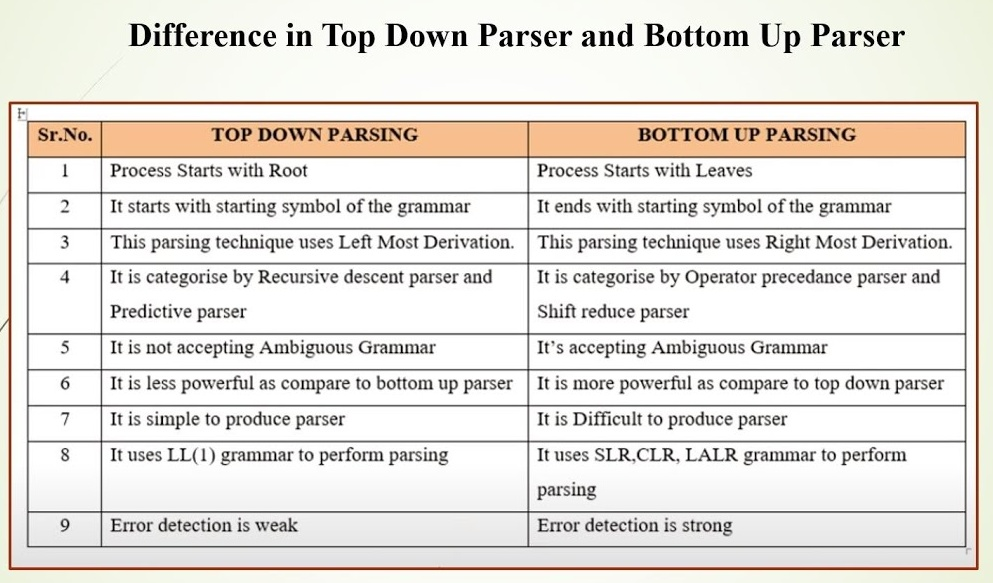 Difference in Top Down Parser and Bottom Up Parser
Sr.No. TOP DOWN PARSING BOTTOM UP PARSING
1 Process Starts with Root Process Starts with Leaves
2 It starts with starting symbol of the grammar It ends with starting symbol of the grammar
3 This parsing technique uses Left Most Derivation. This parsing technique uses Right Most Derivation.
4 It is categorise by Recursive descent parser and It is categorise by Operator precedance parser and
Predictive parser Shift reduce parser
5 It is not accepting Ambiguous Grammar It's accepting Ambiguous Grammar
6 It is less powerful as compare to bottom up parser It is more powerful as compare to top down parser
7 It is simple to produce parser It is Difficult to produce parser
8 It uses LL(1) grammar to perform parsing It uses SLR,CLR, LALR grammar to perform
parsing
9 Error detection is weak Error detection is strong